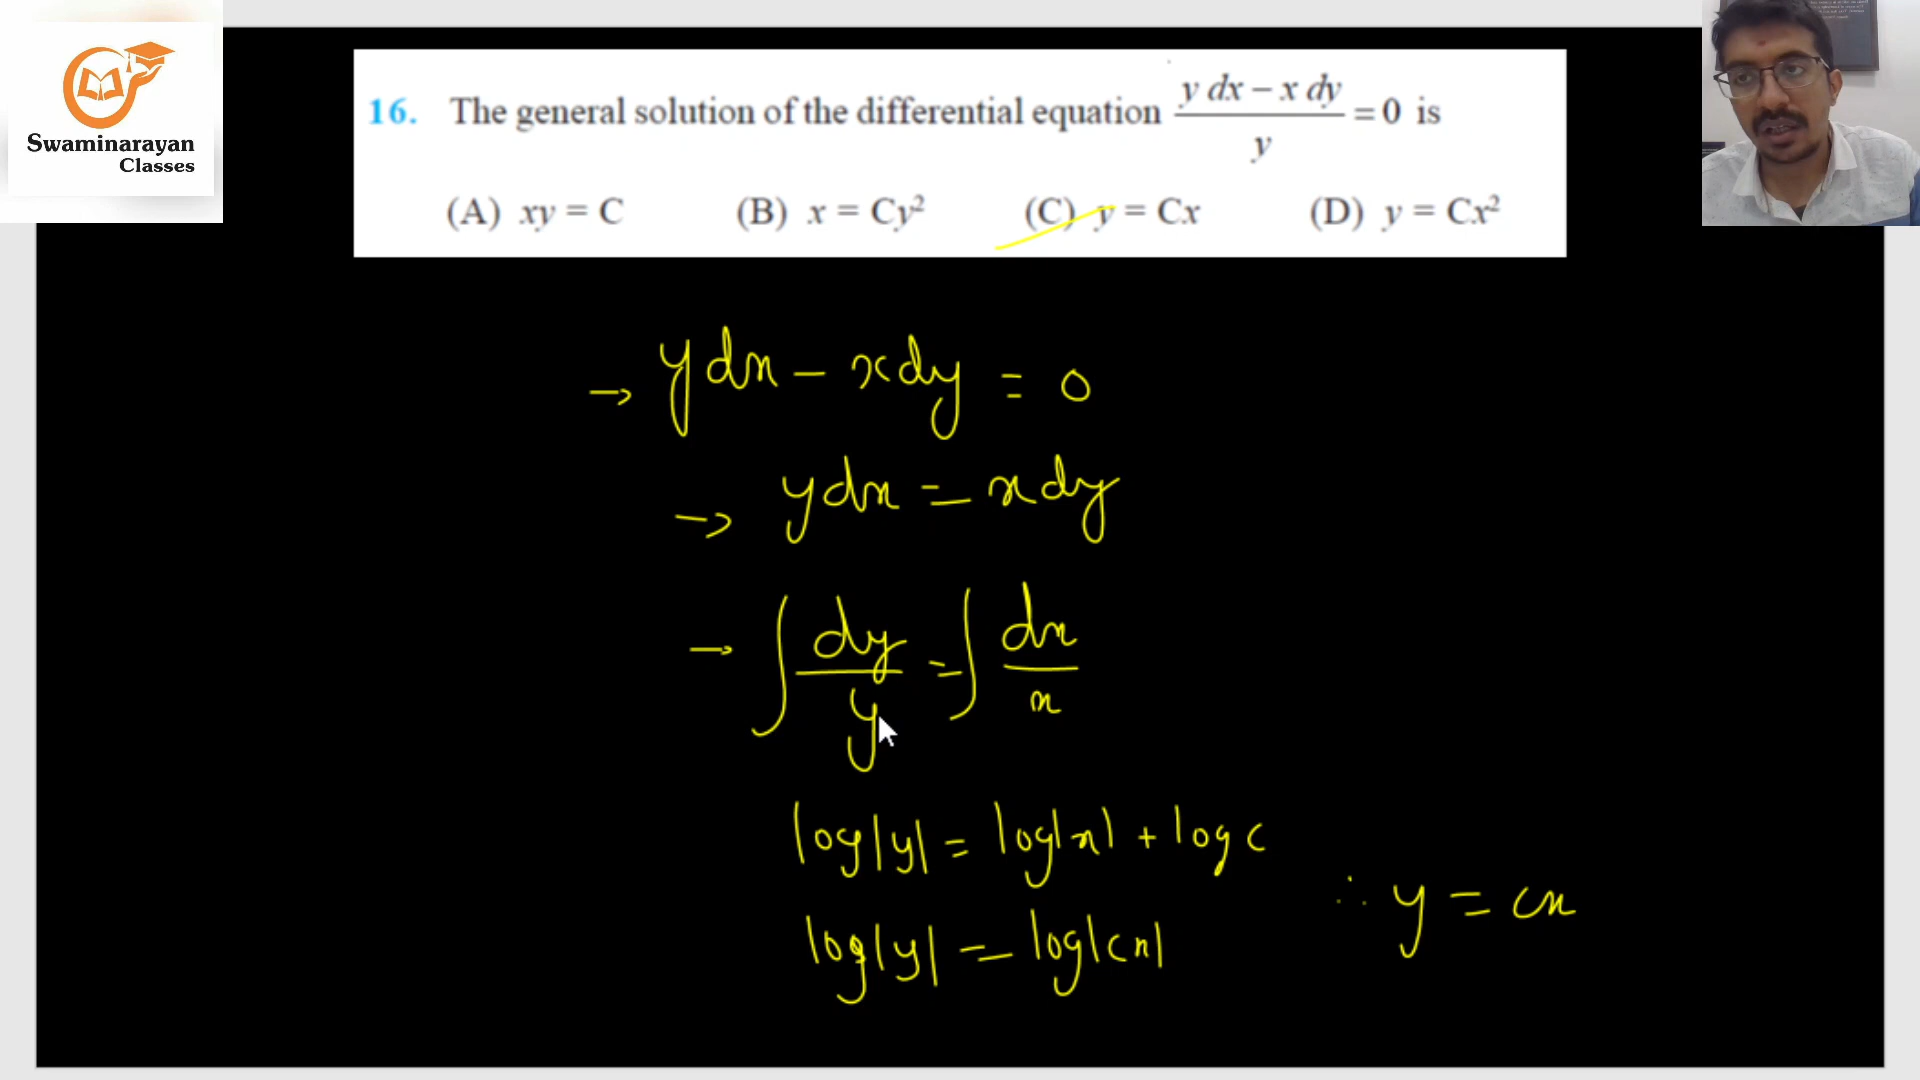 Swaminarayan
Classes
16. The general solution of the differential equation (y dx − x dy)/y = 0 is
(A) xy = C (B) x = Cy² (C) y = Cx (D) y = Cx²
→ ydx − xdy = 0
→ ydx = xdy
→ ∫ dy/y = ∫ dx/x
log|y| = log|x| + log c
log|y| = log|cx|
∴ y = cx